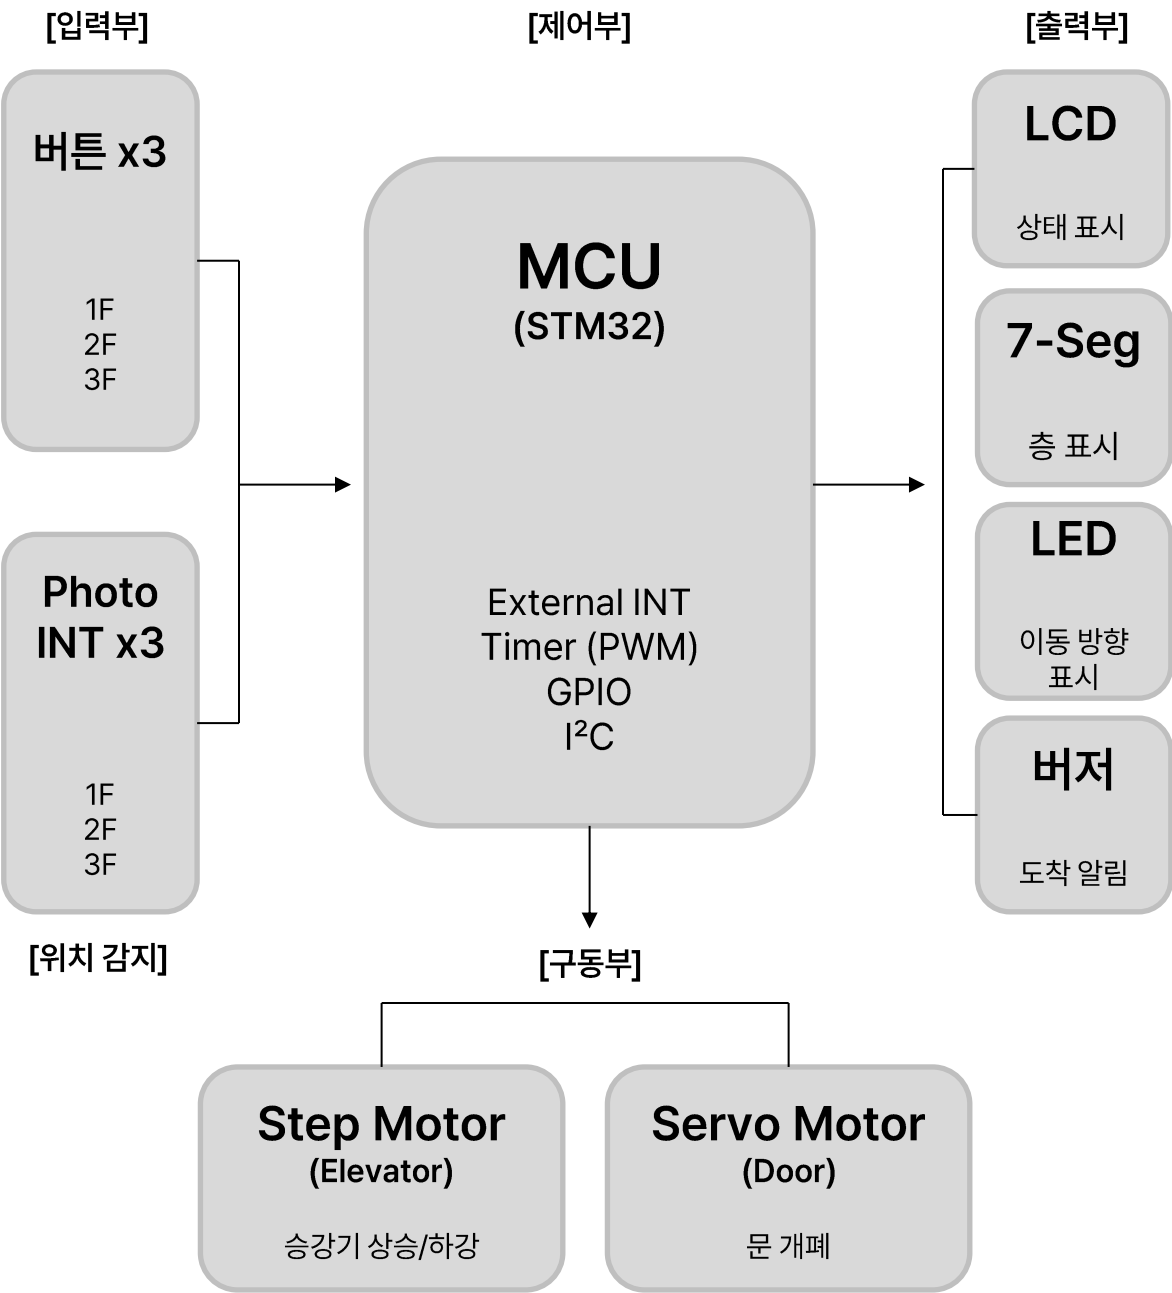 [입력부]
[제어부]
[출력부]
버튼 x3
1F
2F
3F
Photo
INT x3
1F
2F
3F
[위치 감지]
MCU
(STM32)
External INT
Timer (PWM)
GPIO
I²C
LCD
상태 표시
7-Seg
층 표시
LED
이동 방향
표시
버저
도착 알림
[구동부]
Step Motor
(Elevator)
승강기 상승/하강
Servo Motor
(Door)
문 개폐